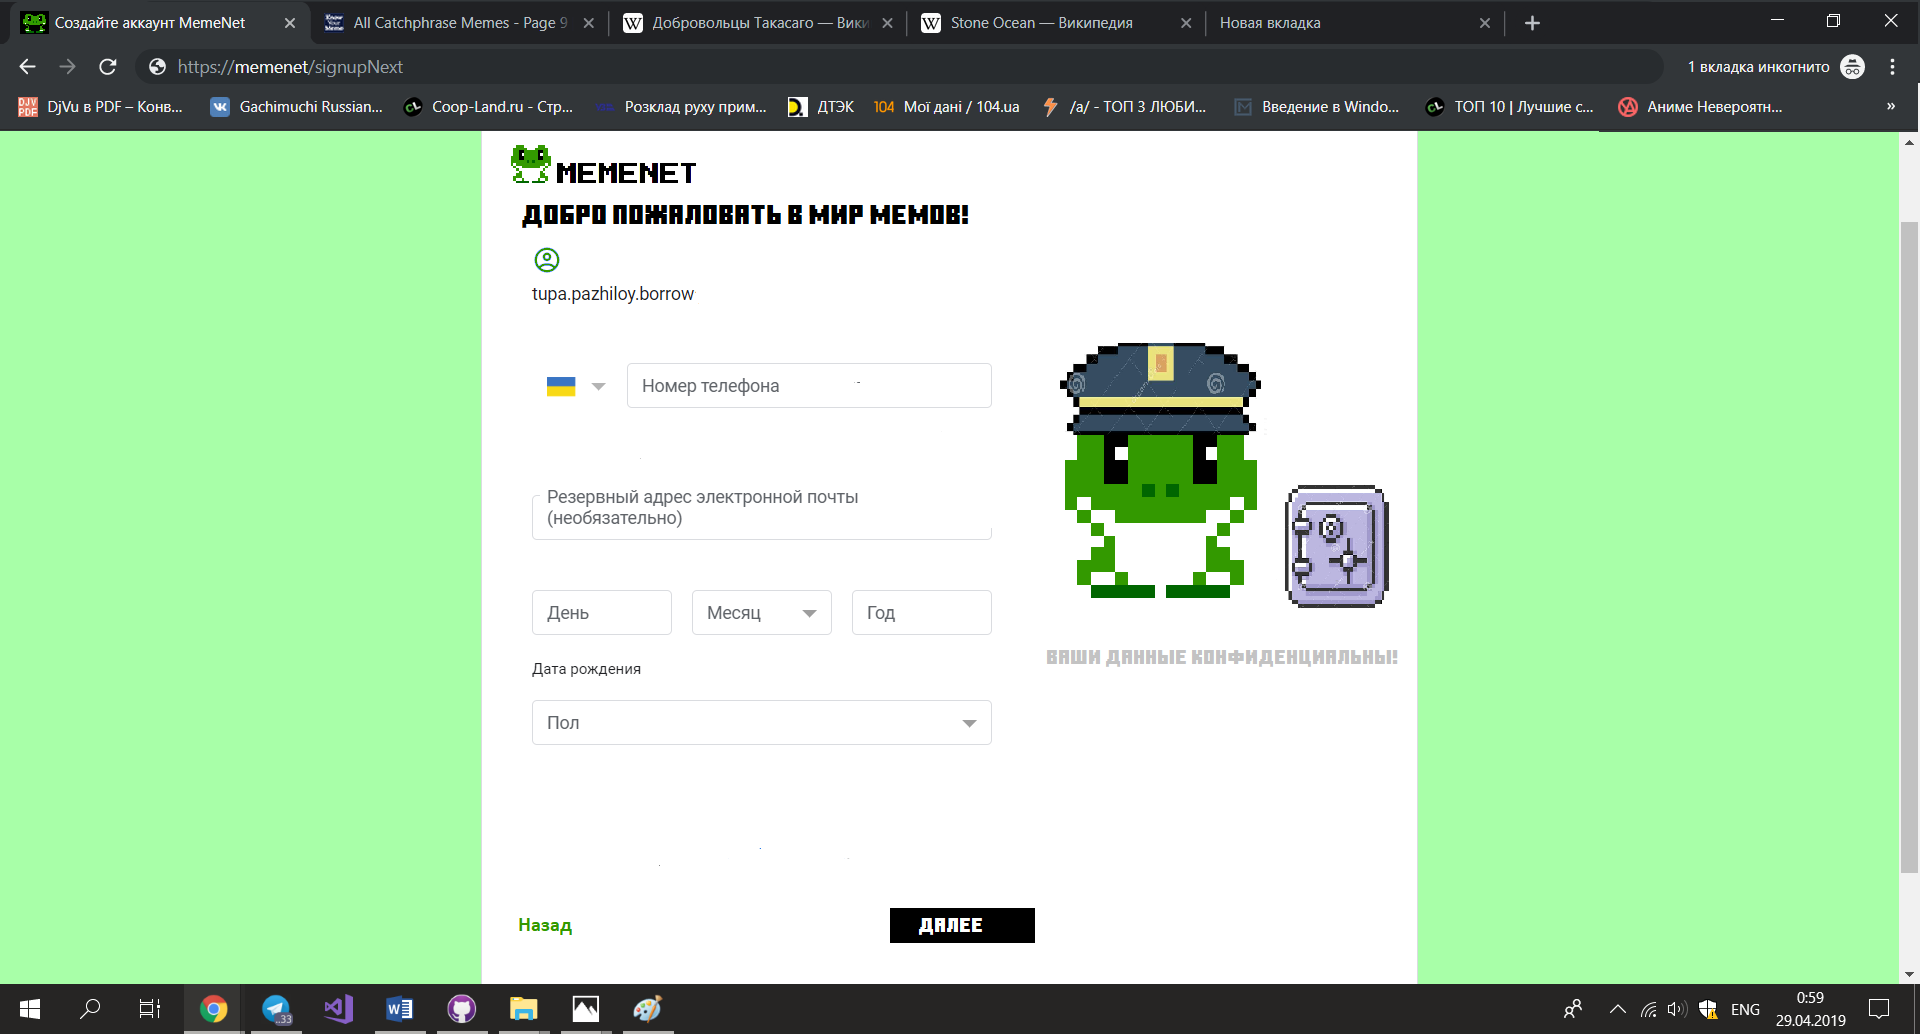 Создайте аккаунт MemeNet
All Catchphrase Memes - Page 9
Добровольцы Такасаго — Вики
Stone Ocean — Википедия
Новая вкладка
https://memenet/signupNext
1 вкладка инкогнито
DjVu в PDF – Конв...
Gachimuchi Russian...
Coop-Land.ru - Стр...
Розклад руху прим...
ДТЭК
104
Мої дані / 104.ua
/a/ - ТОП 3 ЛЮБИ...
Введение в Windo...
ТОП 10 | Лучшие с...
Аниме Невероятн...
»
MEMENET
ДОБРО ПОЖАЛОВАТЬ В МИР МЕМОВ!
tupa.pazhiloy.borrow
Номер телефона
Резервный адрес электронной почты
(необязательно)
День
Месяц
Год
Дата рождения
Пол
ВАШИ ДАННЫЕ КОНФИДЕНЦИАЛЬНЫ!
Назад
ДАЛЕЕ
..33
ENG
0:59
29.04.2019